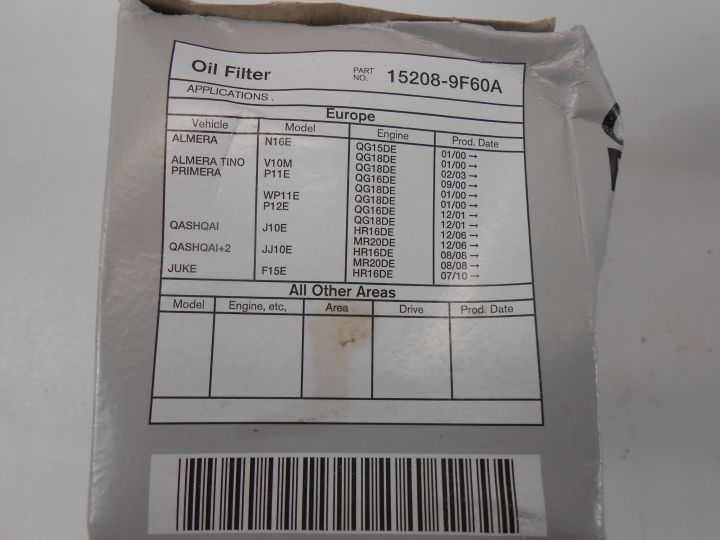 Oil Filter PART NO. 15208-9F60A
APPLICATIONS .
Europe
Vehicle Model Engine Prod. Date
ALMERA N16E QG15DE 01/00 →
QG18DE 01/00 →
ALMERA TINO V10M QG18DE 02/03 →
PRIMERA P11E QG16DE 09/00 →
QG18DE 01/00 →
WP11E QG18DE 01/00 →
P12E QG16DE 12/01 →
QG18DE 12/01 →
QASHQAI J10E HR16DE 12/06 →
MR20DE 12/06 →
QASHQAI+2 JJ10E HR16DE 08/08 →
MR20DE 08/08 →
JUKE F15E HR16DE 07/10 →
All Other Areas
Model Engine, etc, Area Drive Prod. Date